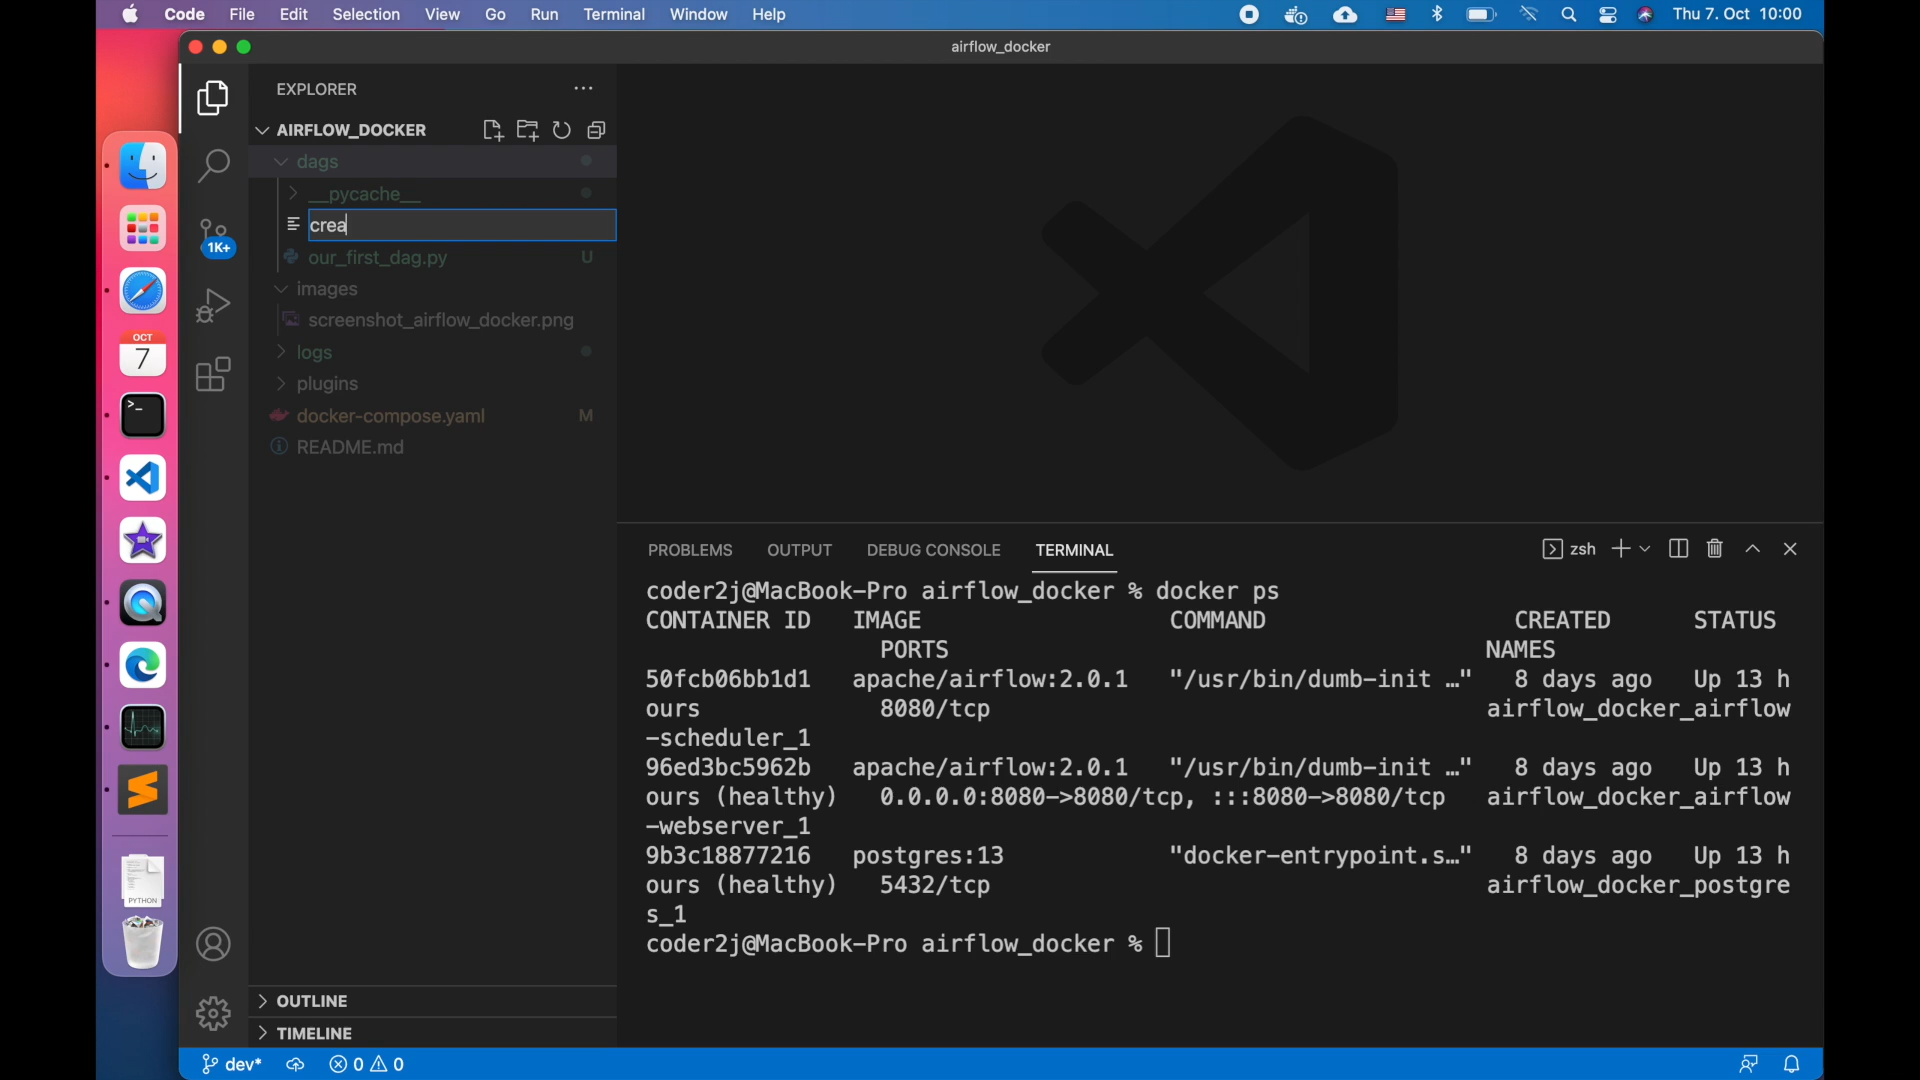 Code File Edit Selection View Go Run Terminal Window Help Thu 7. Oct 10:00
airflow_docker
EXPLORER
AIRFLOW_DOCKER
dags
__pycache__
crea
our_first_dag.py U
images
screenshot_airflow_docker.png
logs
plugins
docker-compose.yaml M
README.md
OUTLINE
TIMELINE
1K+
OCT
7
>_
PYTHON
PROBLEMS OUTPUT DEBUG CONSOLE TERMINAL zsh
coder2j@MacBook-Pro airflow_docker % docker ps
CONTAINER ID IMAGE COMMAND CREATED STATUS
PORTS NAMES
50fcb06bb1d1 apache/airflow:2.0.1 "/usr/bin/dumb-init …" 8 days ago Up 13 h
ours 8080/tcp airflow_docker_airflow
-scheduler_1
96ed3bc5962b apache/airflow:2.0.1 "/usr/bin/dumb-init …" 8 days ago Up 13 h
ours (healthy) 0.0.0.0:8080->8080/tcp, :::8080->8080/tcp airflow_docker_airflow
-webserver_1
9b3c18877216 postgres:13 "docker-entrypoint.s…" 8 days ago Up 13 h
ours (healthy) 5432/tcp airflow_docker_postgre
s_1
coder2j@MacBook-Pro airflow_docker %
dev* 0 0